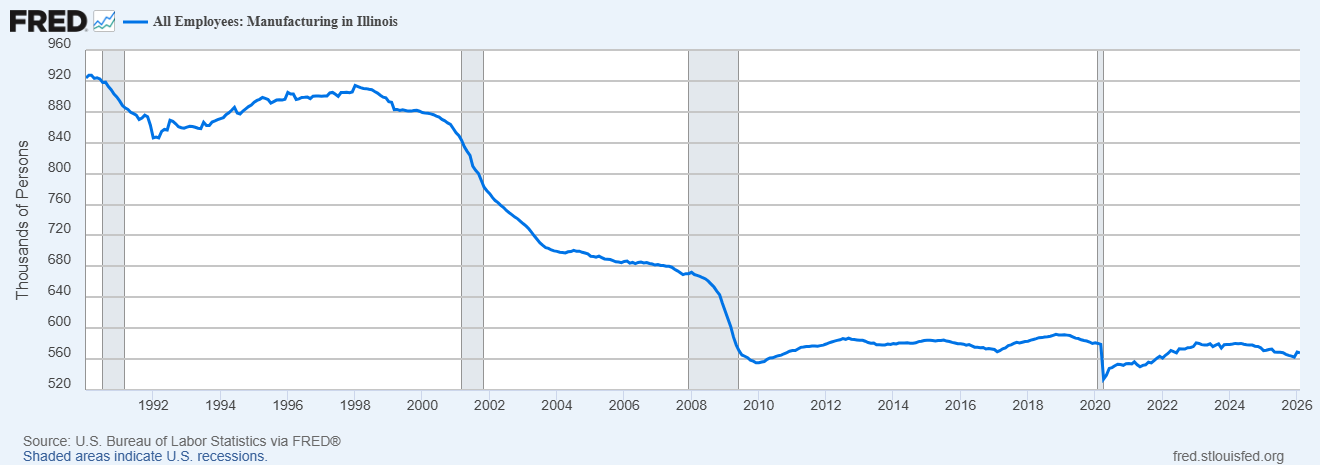 FRED® All Employees: Manufacturing in Illinois
960
920
880
840
800
760
720
680
640
600
560
520
Thousands of Persons
1992 1994 1996 1998 2000 2002 2004 2006 2008 2010 2012 2014 2016 2018 2020 2022 2024 2026
Source: U.S. Bureau of Labor Statistics via FRED®
Shaded areas indicate U.S. recessions.
fred.stlouisfed.org